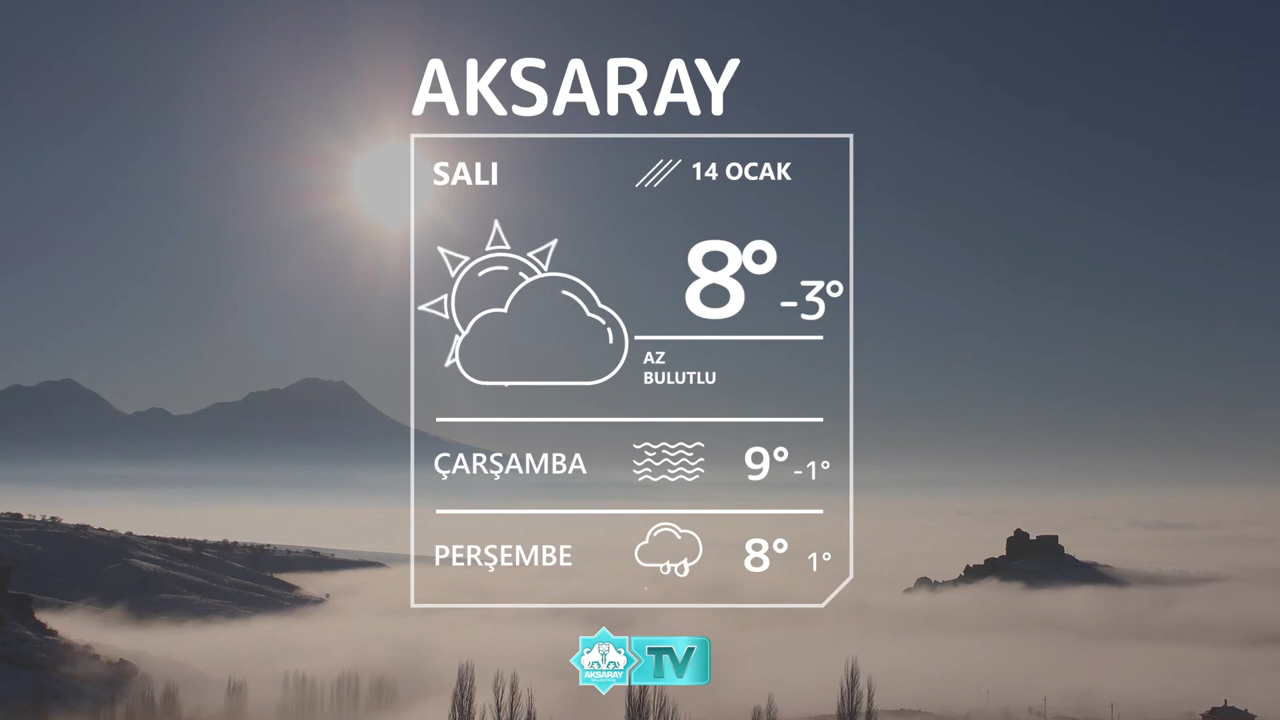 AKSARAY
SALI
14 OCAK
8° -3°
AZ
BULUTLU
ÇARŞAMBA
9° -1°
PERŞEMBE
8° 1°
AKSARAY
TV